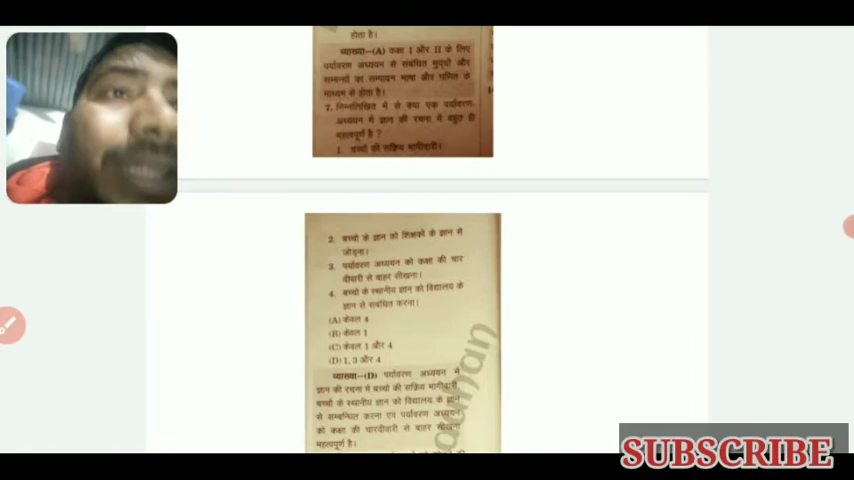 होता है।
व्याख्या–(A) कक्षा I और II के लिए
पर्यावरण अध्ययन से संबंधित मुद्दों और
सम्बन्धों का सम्पादन भाषा और गणित के
माध्यम से होता है।
7. निम्नलिखित में से क्या एक पर्यावरण
अध्ययन में ज्ञान की रचना में बहुत ही
महत्वपूर्ण है ?
1. बच्चों की सक्रिय भागीदारी।
2. बच्चो के ज्ञान को शिक्षकों के ज्ञान से
जोड़ना।
3. पर्यावरण अध्ययन को कक्षा की चार
दीवारी से बाहर सीखना।
4. बच्चो के स्थानीय ज्ञान को विद्यालय के
ज्ञान से संबंधित करना।
(A) केवल 4
(B) केवल 1
(C) केवल 1 और 4
(D) 1, 3 और 4
व्याख्या–(D) पर्यावरण अध्ययन में
ज्ञान की रचना में बच्चो की सक्रिय भागीदारी,
बच्चों के स्थानीय ज्ञान को विद्यालय के ज्ञान
से सम्बन्धित करना एवं पर्यावरण अध्ययन
को कक्षा की चारदीवारी से बाहर सीखना
महत्वपूर्ण है।
SUBSCRIBE